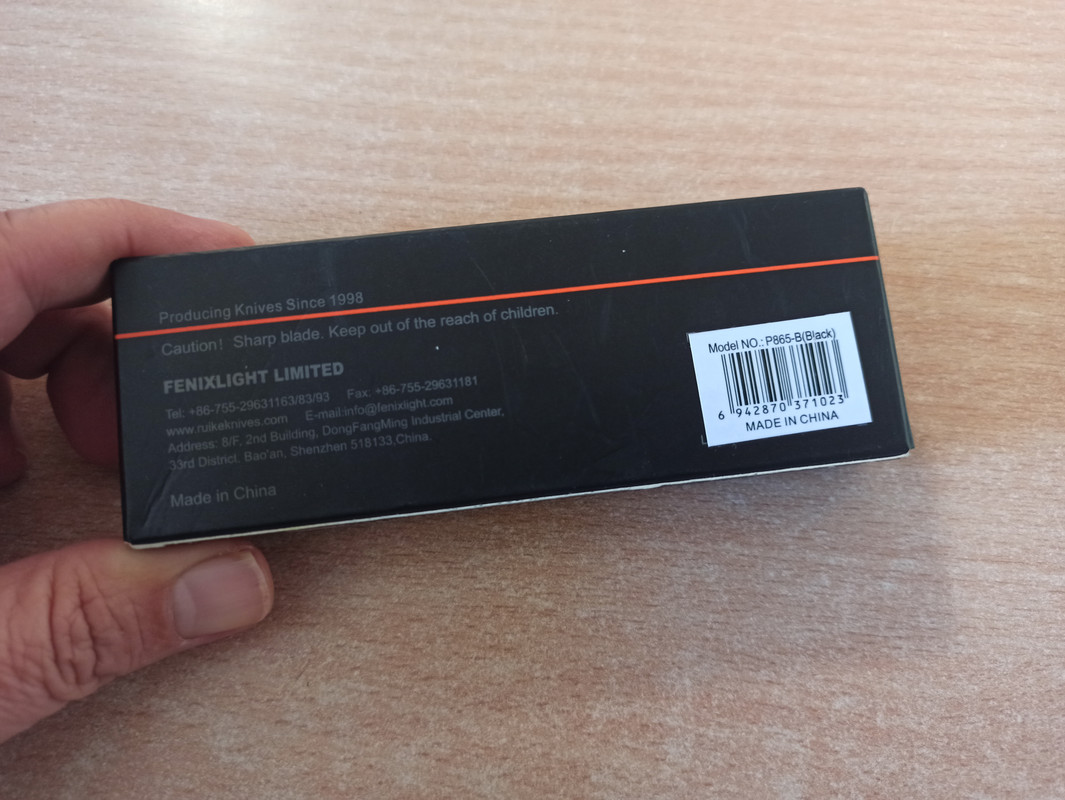 Producing Knives Since 1998
Caution! Sharp blade. Keep out of the reach of children.
FENIXLIGHT LIMITED
Tel: +86-755-29631163/83/93 Fax: +86-755-29631181
www.ruikeknives.com E-mail:info@fenixlight.com
Address: 8/F, 2nd Building, DongFangMing Industrial Center,
33rd District, Bao'an, Shenzhen 518133,China.
Made in China
Model NO.: P865-B(Black)
6 942870 371023
MADE IN CHINA